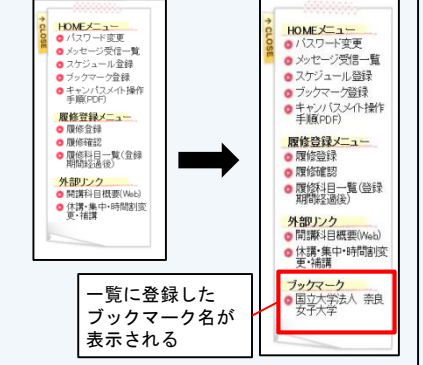 ↑ CLOSE
HOMEメニュー
パスワード変更
メッセージ受信一覧
スケジュール登録
ブックマーク登録
キャンパスメイト操作
手順(PDF)
履修登録メニュー
履修登録
履修確認
履修科目一覧(登録
期間経過後)
外部リンク
開講科目概要(Web)
休講・集中・時間割変
更・補講
↑ CLOSE
HOMEメニュー
パスワード変更
メッセージ受信一覧
スケジュール登録
ブックマーク登録
キャンパスメイト操作
手順(PDF)
履修登録メニュー
履修登録
履修確認
履修科目一覧(登録
期間経過後)
外部リンク
開講科目概要(Web)
休講・集中・時間割変
更・補講
ブックマーク
国立大学法人 奈良
女子大学
一覧に登録した
ブックマーク名が
表示される